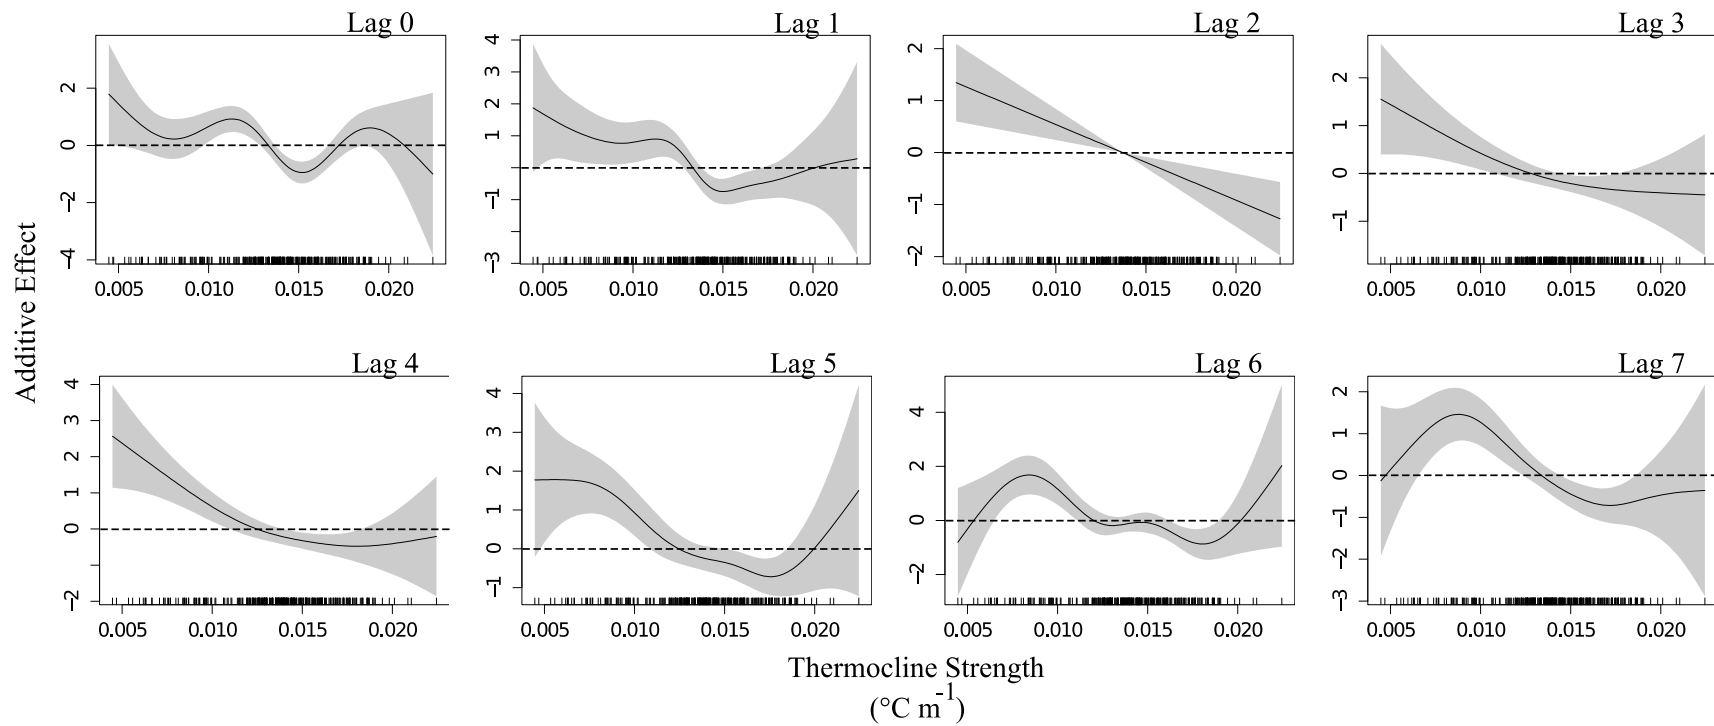 Lag 0
Lag 1
Lag 2
Lag 3
2
0
−2
−4
0.005 0.010 0.015 0.020
4
3
2
1
−1
−3
0.005 0.010 0.015 0.020
2
1
0
−1
−2
0.005 0.010 0.015 0.020
2
1
0
−1
0.005 0.010 0.015 0.020
Additive Effect
Lag 4
Lag 5
Lag 6
Lag 7
4
3
2
1
0
−2
0.005 0.010 0.015 0.020
4
3
2
1
0
−1
0.005 0.010 0.015 0.020
4
2
0
−2
0.005 0.010 0.015 0.020
2
1
0
−1
−2
−3
0.005 0.010 0.015 0.020
Thermocline Strength
(°C m⁻¹)